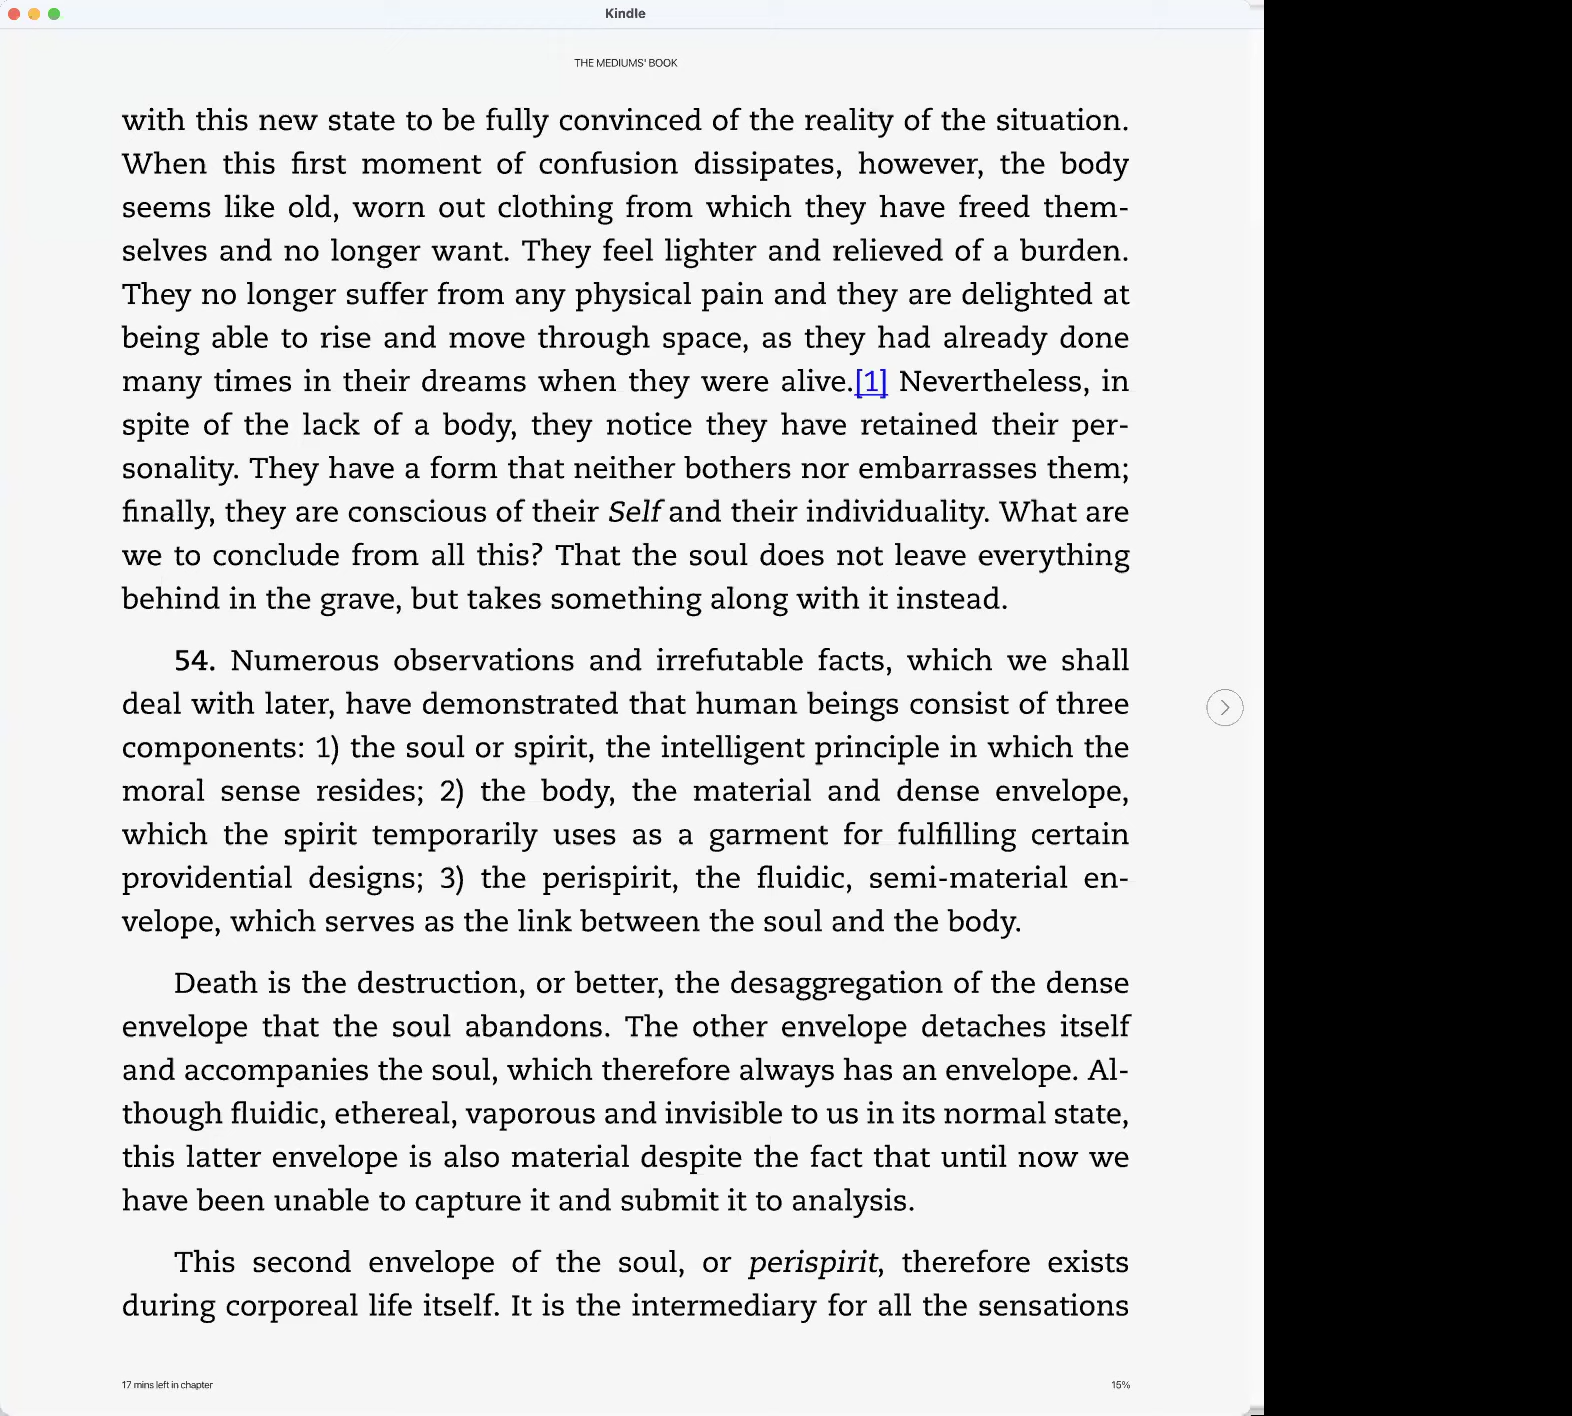 Kindle
THE MEDIUMS' BOOK
with this new state to be fully convinced of the reality of the situation.
When this first moment of confusion dissipates, however, the body
seems like old, worn out clothing from which they have freed them-
selves and no longer want. They feel lighter and relieved of a burden.
They no longer suffer from any physical pain and they are delighted at
being able to rise and move through space, as they had already done
many times in their dreams when they were alive.[1] Nevertheless, in
spite of the lack of a body, they notice they have retained their per-
sonality. They have a form that neither bothers nor embarrasses them;
finally, they are conscious of their Self and their individuality. What are
we to conclude from all this? That the soul does not leave everything
behind in the grave, but takes something along with it instead.
54. Numerous observations and irrefutable facts, which we shall
deal with later, have demonstrated that human beings consist of three
components: 1) the soul or spirit, the intelligent principle in which the
moral sense resides; 2) the body, the material and dense envelope,
which the spirit temporarily uses as a garment for fulfilling certain
providential designs; 3) the perispirit, the fluidic, semi-material en-
velope, which serves as the link between the soul and the body.
Death is the destruction, or better, the desaggregation of the dense
envelope that the soul abandons. The other envelope detaches itself
and accompanies the soul, which therefore always has an envelope. Al-
though fluidic, ethereal, vaporous and invisible to us in its normal state,
this latter envelope is also material despite the fact that until now we
have been unable to capture it and submit it to analysis.
This second envelope of the soul, or perispirit, therefore exists
during corporeal life itself. It is the intermediary for all the sensations
17 mins left in chapter
15%